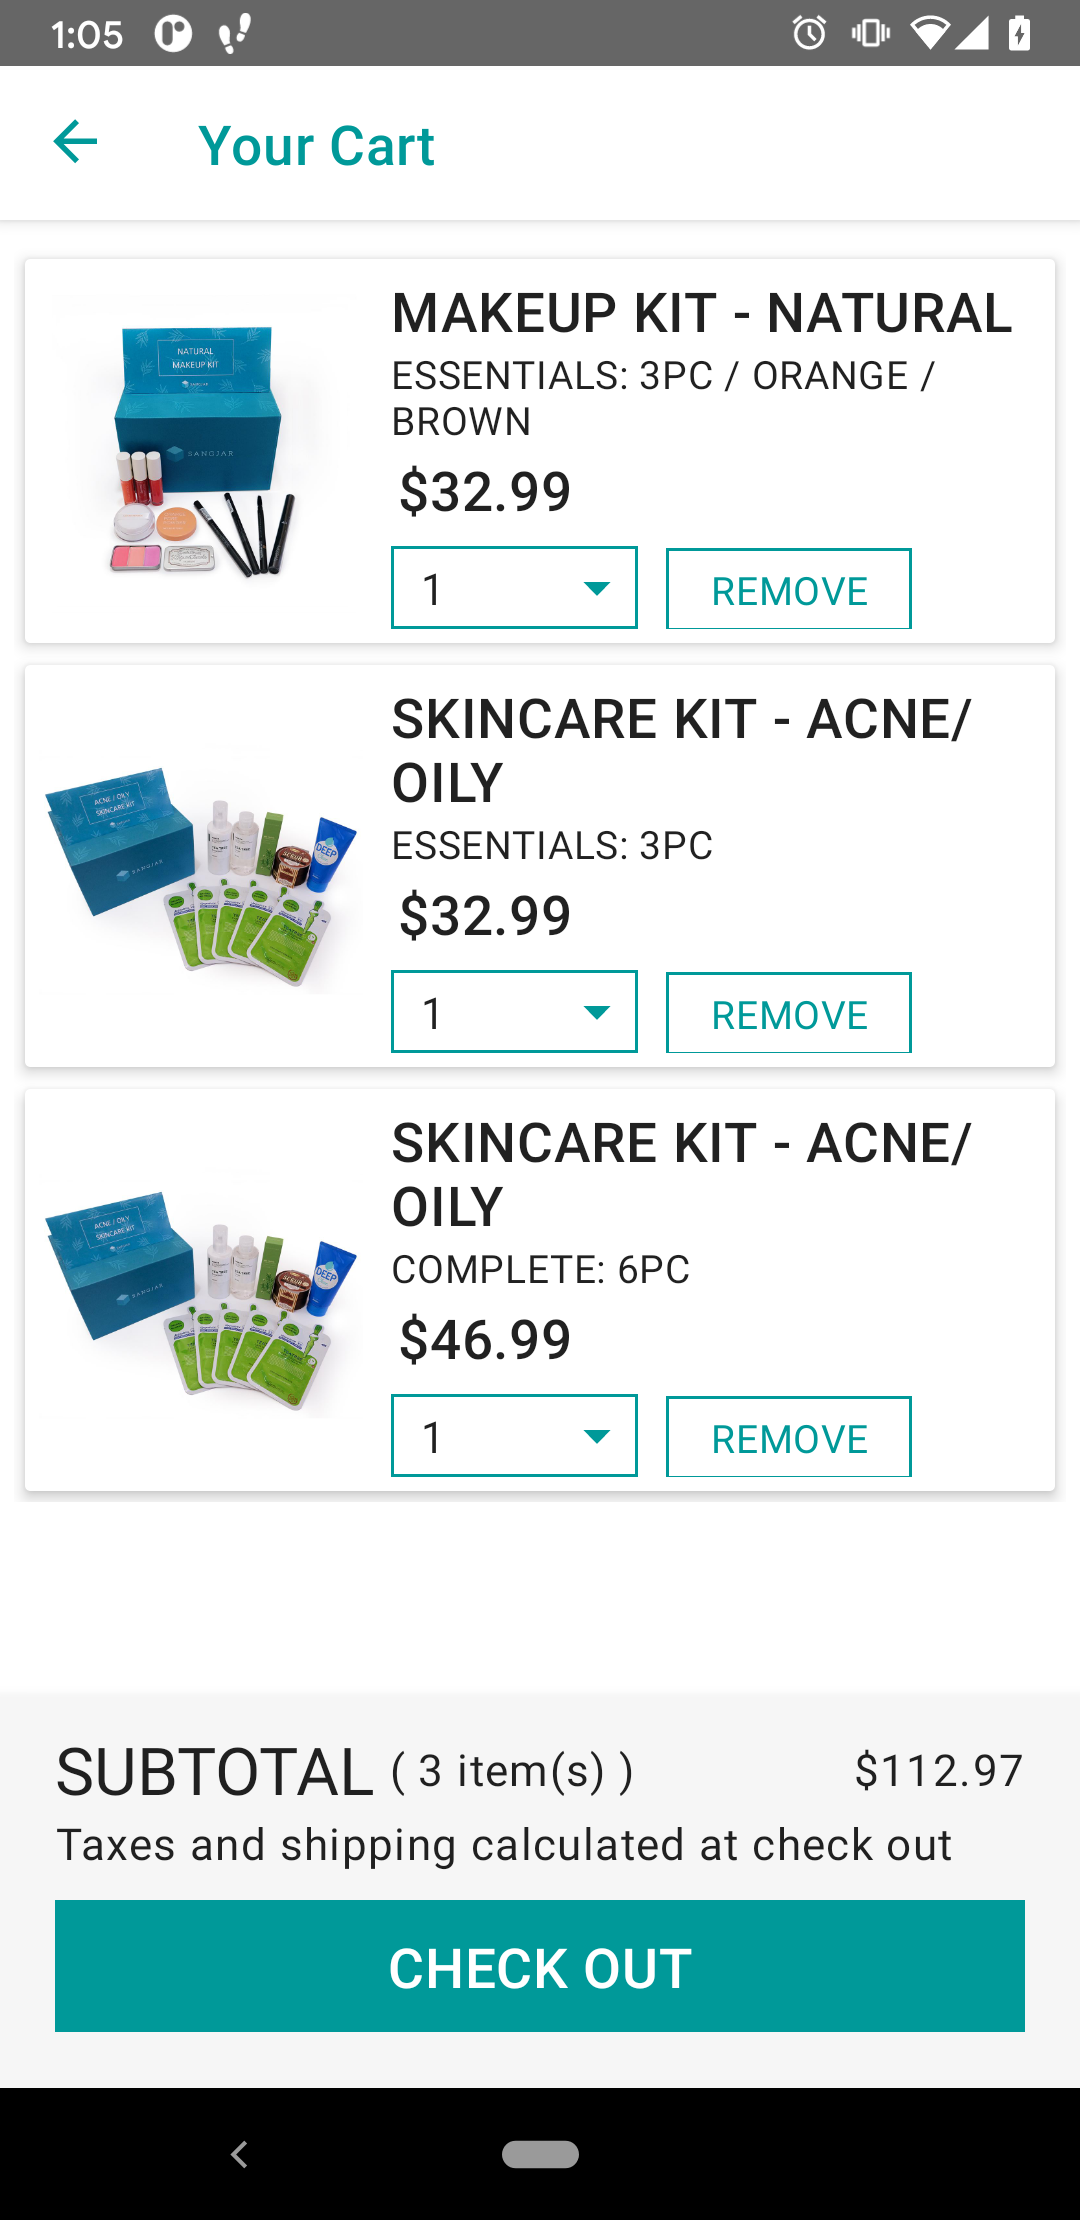 1:05
Your Cart
NATURAL
MAKEUP KIT
SANOJAR
MAKEUP KIT - NATURAL
ESSENTIALS: 3PC / ORANGE /
BROWN
$32.99
1
REMOVE
ACNE / OILY
SKINCARE KIT
SANOJAR
DEEP
SKINCARE KIT - ACNE/
OILY
ESSENTIALS: 3PC
$32.99
1
REMOVE
ACNE / OILY
SKINCARE KIT
SANOJAR
DEEP
SKINCARE KIT - ACNE/
OILY
COMPLETE: 6PC
$46.99
1
REMOVE
SUBTOTAL ( 3 item(s) ) $112.97
Taxes and shipping calculated at check out
CHECK OUT